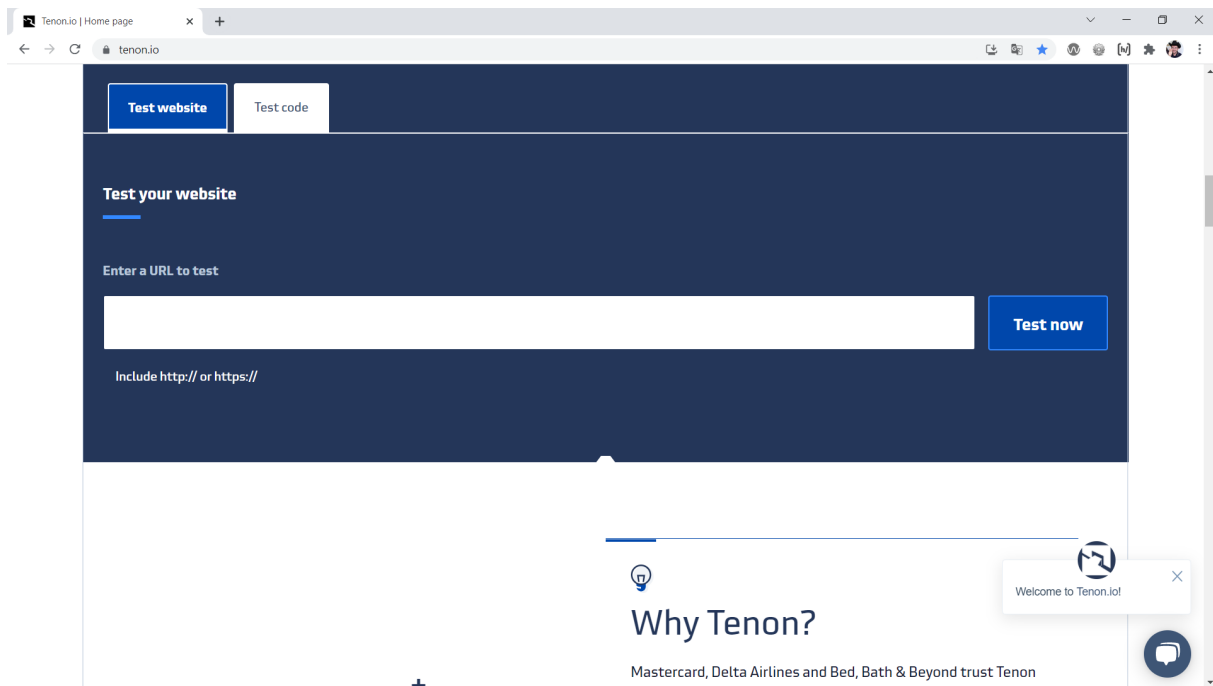 Tenon.io | Home page
tenon.io
Test website
Test code
Test your website
Enter a URL to test
Test now
Include http:// or https://
Welcome to Tenon.io!
Why Tenon?
Mastercard, Delta Airlines and Bed, Bath & Beyond trust Tenon